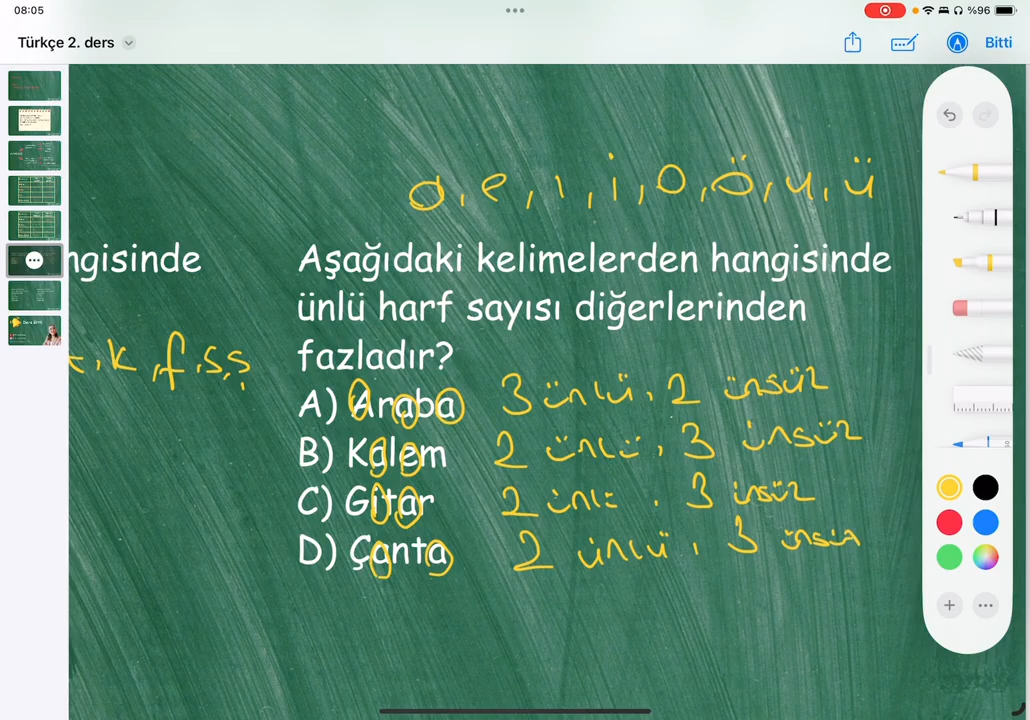 08:05
%96
Türkçe 2. ders
Bitti
a, e, ı, i, o, ö, u, ü
ngisinde
Aşağıdaki kelimelerden hangisinde
ünlü harf sayısı diğerlerinden
, k, f, s, ş
fazladır?
A) Araba 3 ünlü, 2 ünsüz
B) Kalem 2 ünlü, 3 ünsüz
C) Gitar 2 ünlü, 3 ünsüz
D) Çanta 2 ünlü, 3 ünsüz